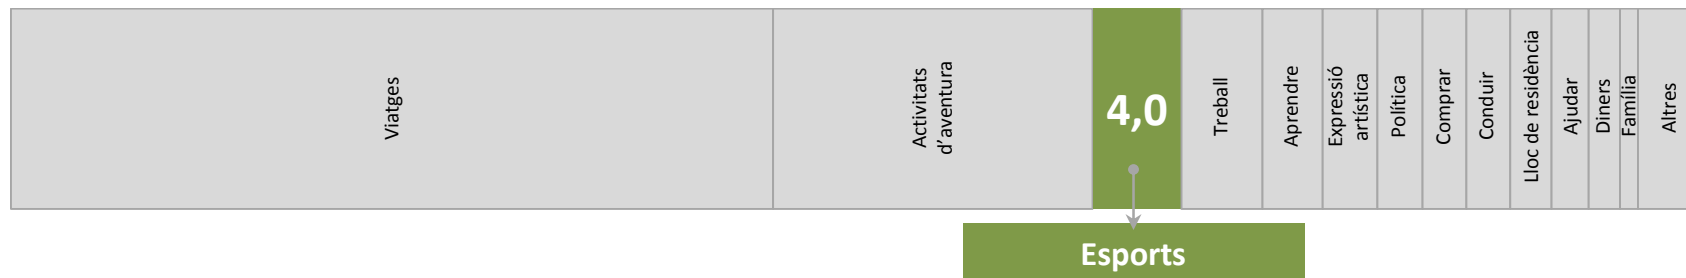 Viatges
Activitats
d'aventura
4,0
Treball
Aprendre
Expressió
artística
Política
Comprar
Conduir
Lloc de residència
Ajudar
Diners
Família
Altres
Esports